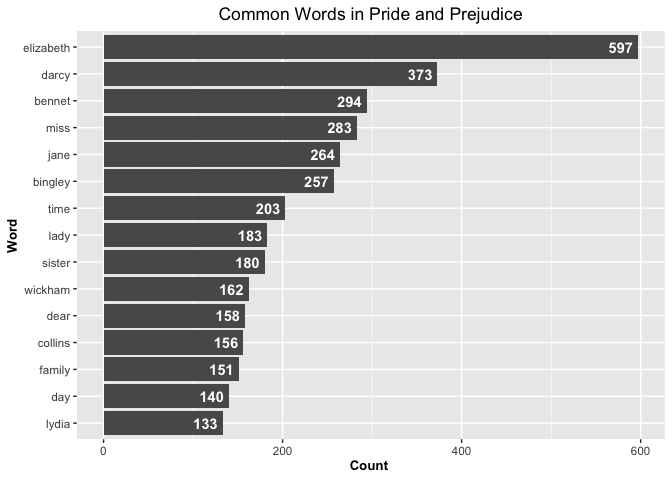 Common Words in Pride and Prejudice
Word
elizabeth 597
darcy 373
bennet 294
miss 283
jane 264
bingley 257
time 203
lady 183
sister 180
wickham 162
dear 158
collins 156
family 151
day 140
lydia 133
0 200 400 600
Count